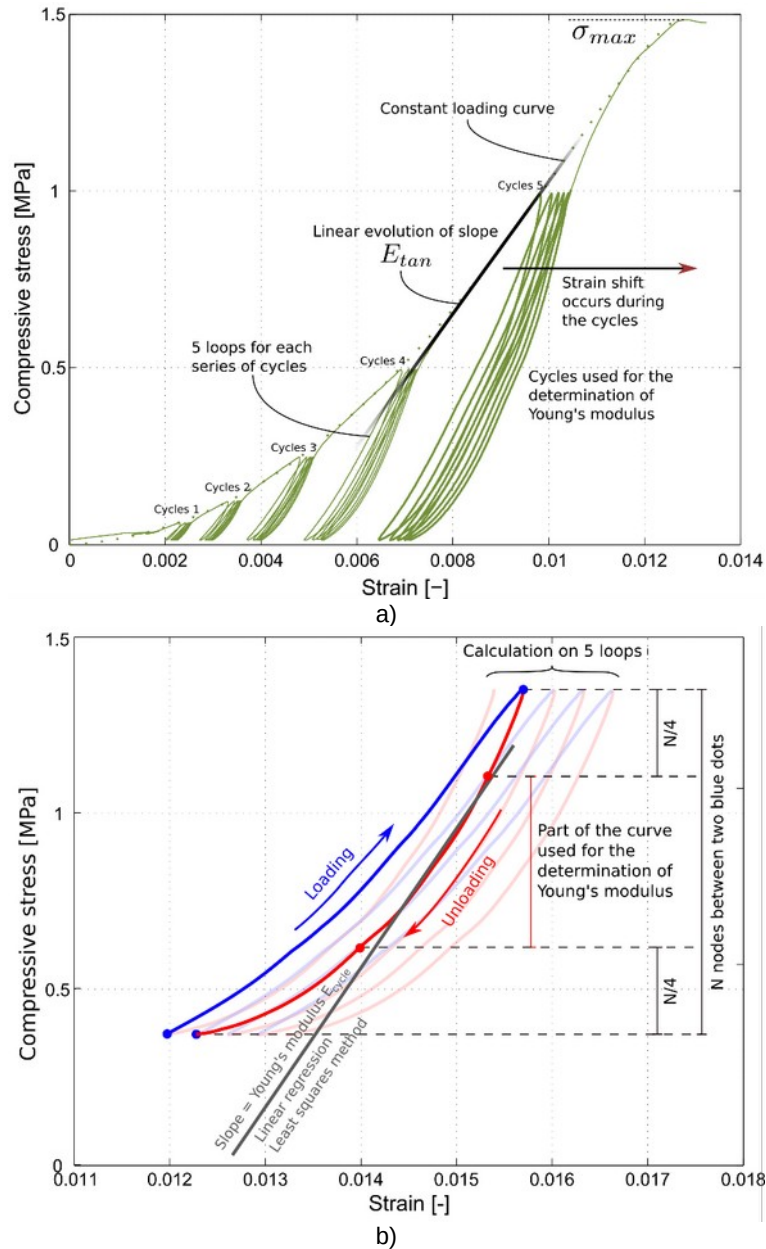 1.5
σmax
Constant loading curve
Compressive stress [MPa]
1
Cycles 5
Linear evolution of slope
Etan
Strain shift
occurs during
the cycles
5 loops for each
series of cycles
Cycles 4
0.5
Cycles used for the
determination of
Young's modulus
Cycles 3
Cycles 2
Cycles 1
0
0 0.002 0.004 0.006 0.008 0.01 0.012 0.014
Strain [−]
a)
1.5
Calculation on 5 loops
N/4
Compressive stress [MPa]
1
Loading
Unloading
Part of the curve
used for the
determination of
Young's modulus
N nodes between two blue dots
0.5
N/4
Slope = Young's modulus Ecycle
Linear regression
Least squares method
0
0.011 0.012 0.013 0.014 0.015 0.016 0.017 0.018
Strain [-]
b)